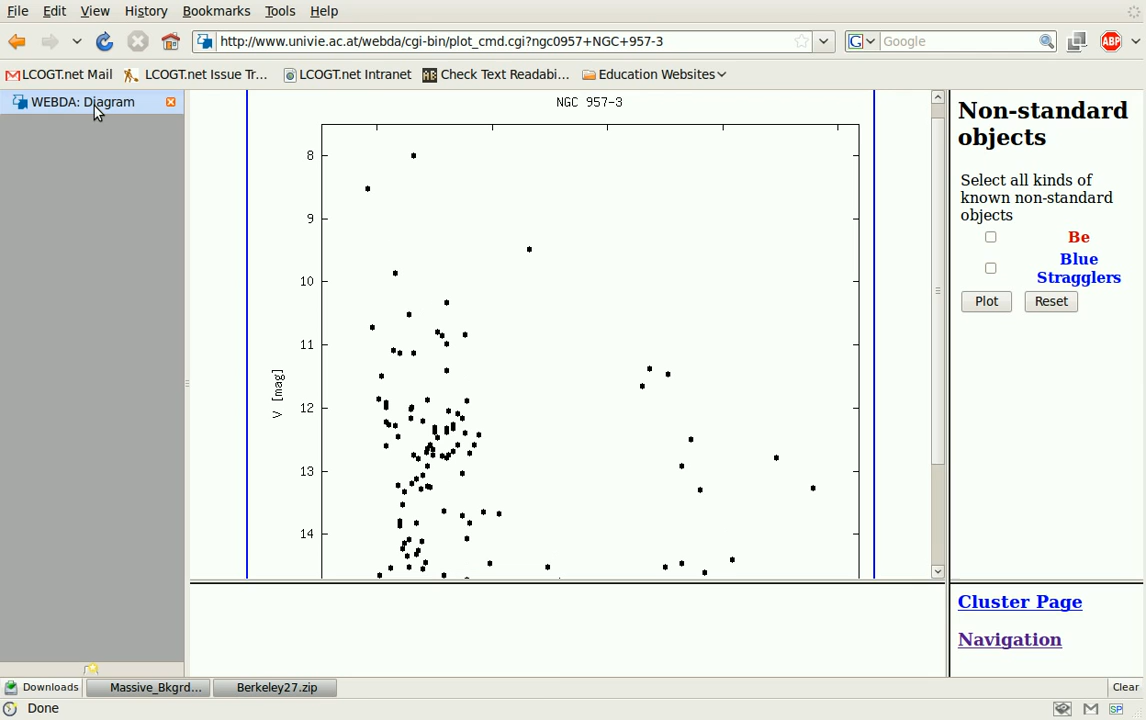 File Edit View History Bookmarks Tools Help
http://www.univie.ac.at/webda/cgi-bin/plot_cmd.cgi?ngc0957+NGC+957-3
G Google
ABP
LCOGT.net Mail LCOGT.net Issue Tr... LCOGT.net Intranet AB Check Text Readabi... Education Websites
WEBDA: Diagram
NGC 957-3
8
9
10
11
V [mag]
12
13
14
Non-standard
objects
Select all kinds of
known non-standard
objects
Be
Blue
Stragglers
Plot Reset
Cluster Page
Navigation
Downloads Massive_Bkgrd... Berkeley27.zip Clear
Done
SP